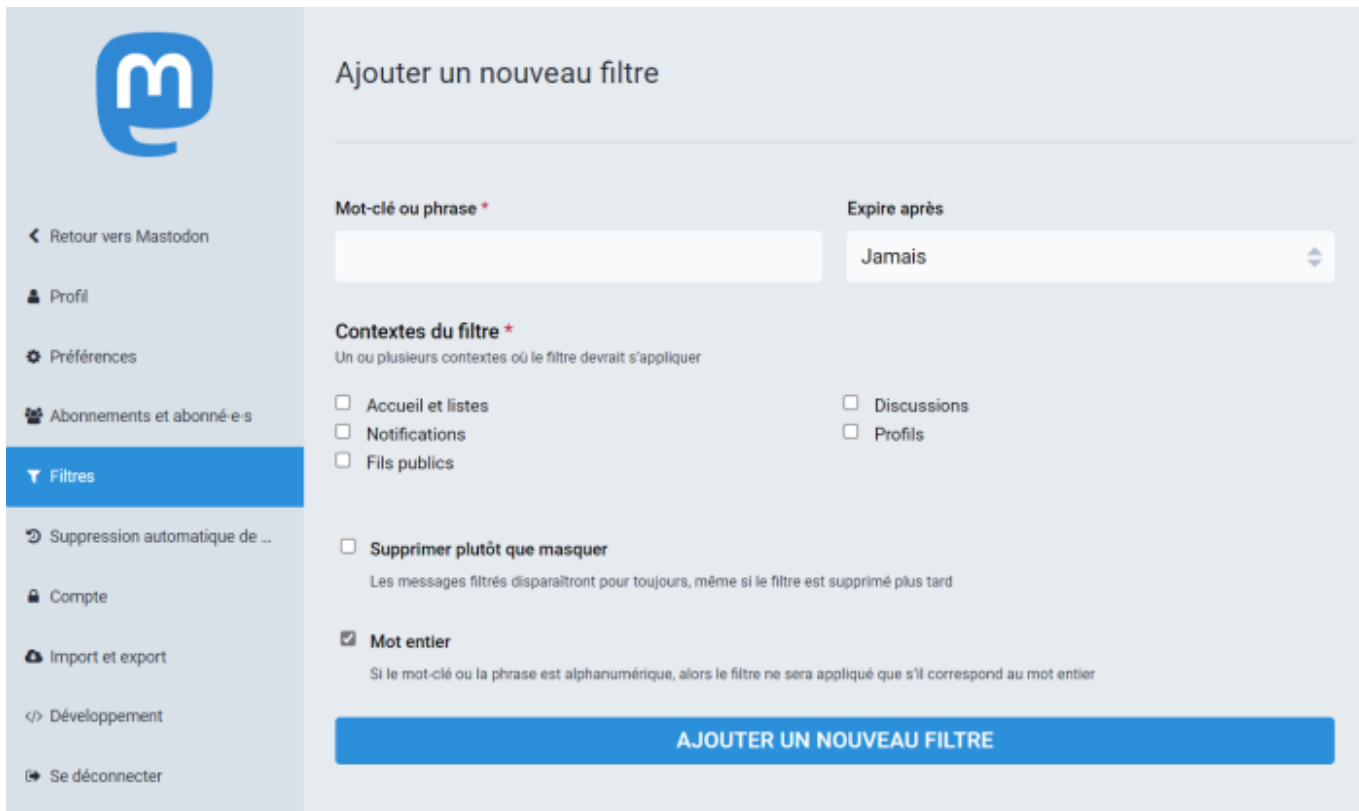 Ajouter un nouveau filtre
Retour vers Mastodon
Profil
Préférences
Abonnements et abonné·e·s
Filtres
Suppression automatique de ...
Compte
Import et export
Développement
Se déconnecter
Mot-clé ou phrase *
Expire après
Jamais
Contextes du filtre *
Un ou plusieurs contextes où le filtre devrait s'appliquer
Accueil et listes
Discussions
Notifications
Profils
Fils publics
Supprimer plutôt que masquer
Les messages filtrés disparaîtront pour toujours, même si le filtre est supprimé plus tard
Mot entier
Si le mot-clé ou la phrase est alphanumérique, alors le filtre ne sera appliqué que s'il correspond au mot entier
AJOUTER UN NOUVEAU FILTRE